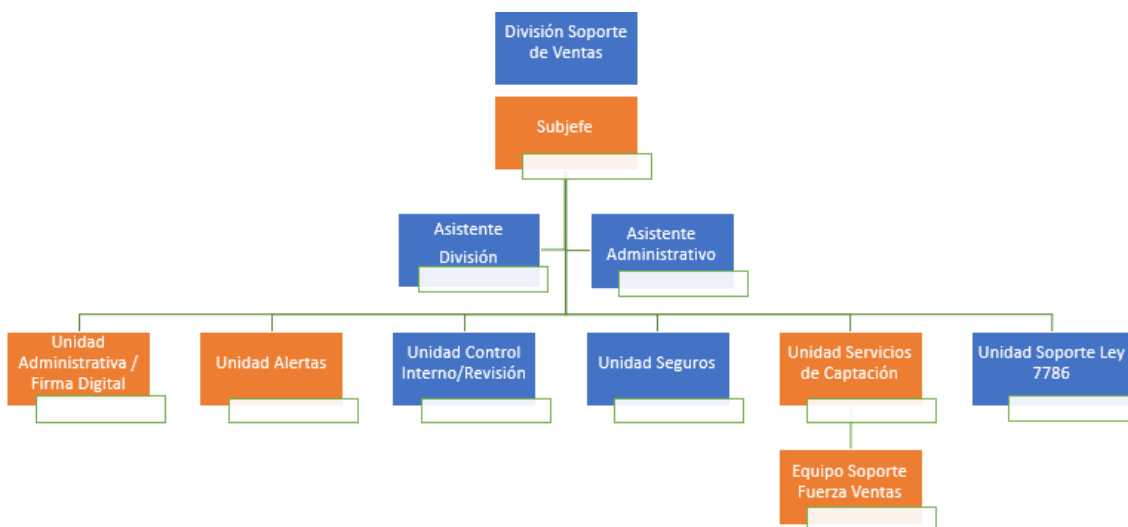 División Soporte
de Ventas
Subjefe
Asistente
División
Asistente
Administrativo
Unidad
Administrativa /
Firma Digital
Unidad Alertas
Unidad Control
Interno/Revisión
Unidad Seguros
Unidad Servicios
de Captación
Unidad Soporte Ley
7786
Equipo Soporte
Fuerza Ventas